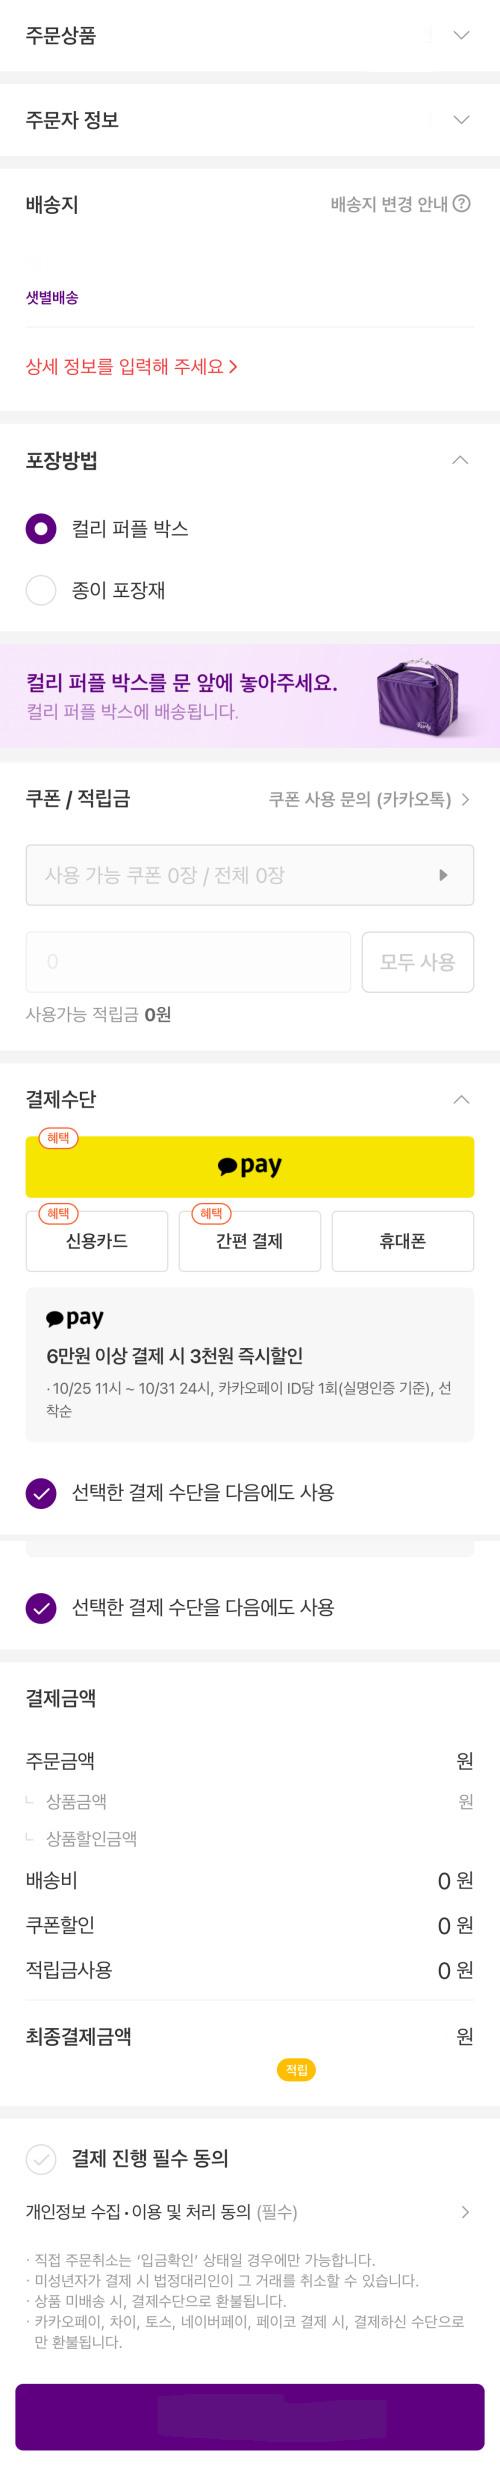 주문상품
주문자 정보
배송지
배송지 변경 안내 ?
샛별배송
상세 정보를 입력해 주세요 >
포장방법
컬리 퍼플 박스
종이 포장재
컬리 퍼플 박스를 문 앞에 놓아주세요.
컬리 퍼플 박스에 배송됩니다.
Kurly
쿠폰 / 적립금
쿠폰 사용 문의 (카카오톡) >
사용 가능 쿠폰 0장 / 전체 0장
0
모두 사용
사용가능 적립금 0원
결제수단
혜택
pay
혜택
신용카드
혜택
간편 결제
휴대폰
pay
6만원 이상 결제 시 3천원 즉시할인
· 10/25 11시 ~ 10/31 24시, 카카오페이 ID당 1회(실명인증 기준), 선
착순
선택한 결제 수단을 다음에도 사용
선택한 결제 수단을 다음에도 사용
결제금액
주문금액 원
상품금액 원
상품할인금액
배송비 0 원
쿠폰할인 0 원
적립금사용 0 원
최종결제금액 원
적립
결제 진행 필수 동의
개인정보 수집·이용 및 처리 동의 (필수) >
· 직접 주문취소는 ‘입금확인’ 상태일 경우에만 가능합니다.
· 미성년자가 결제 시 법정대리인이 그 거래를 취소할 수 있습니다.
· 상품 미배송 시, 결제수단으로 환불됩니다.
· 카카오페이, 차이, 토스, 네이버페이, 페이코 결제 시, 결제하신 수단으로
만 환불됩니다.